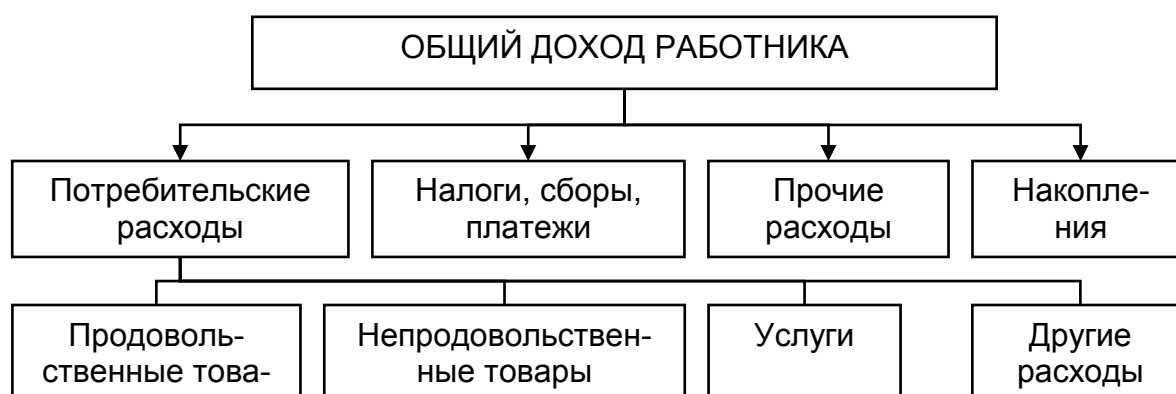 ОБЩИЙ ДОХОД РАБОТНИКА
Потребительские
расходы
Налоги, сборы,
платежи
Прочие
расходы
Накопле-
ния
Продоволь-
ственные това-
Непродовольствен-
ные товары
Услуги
Другие
расходы